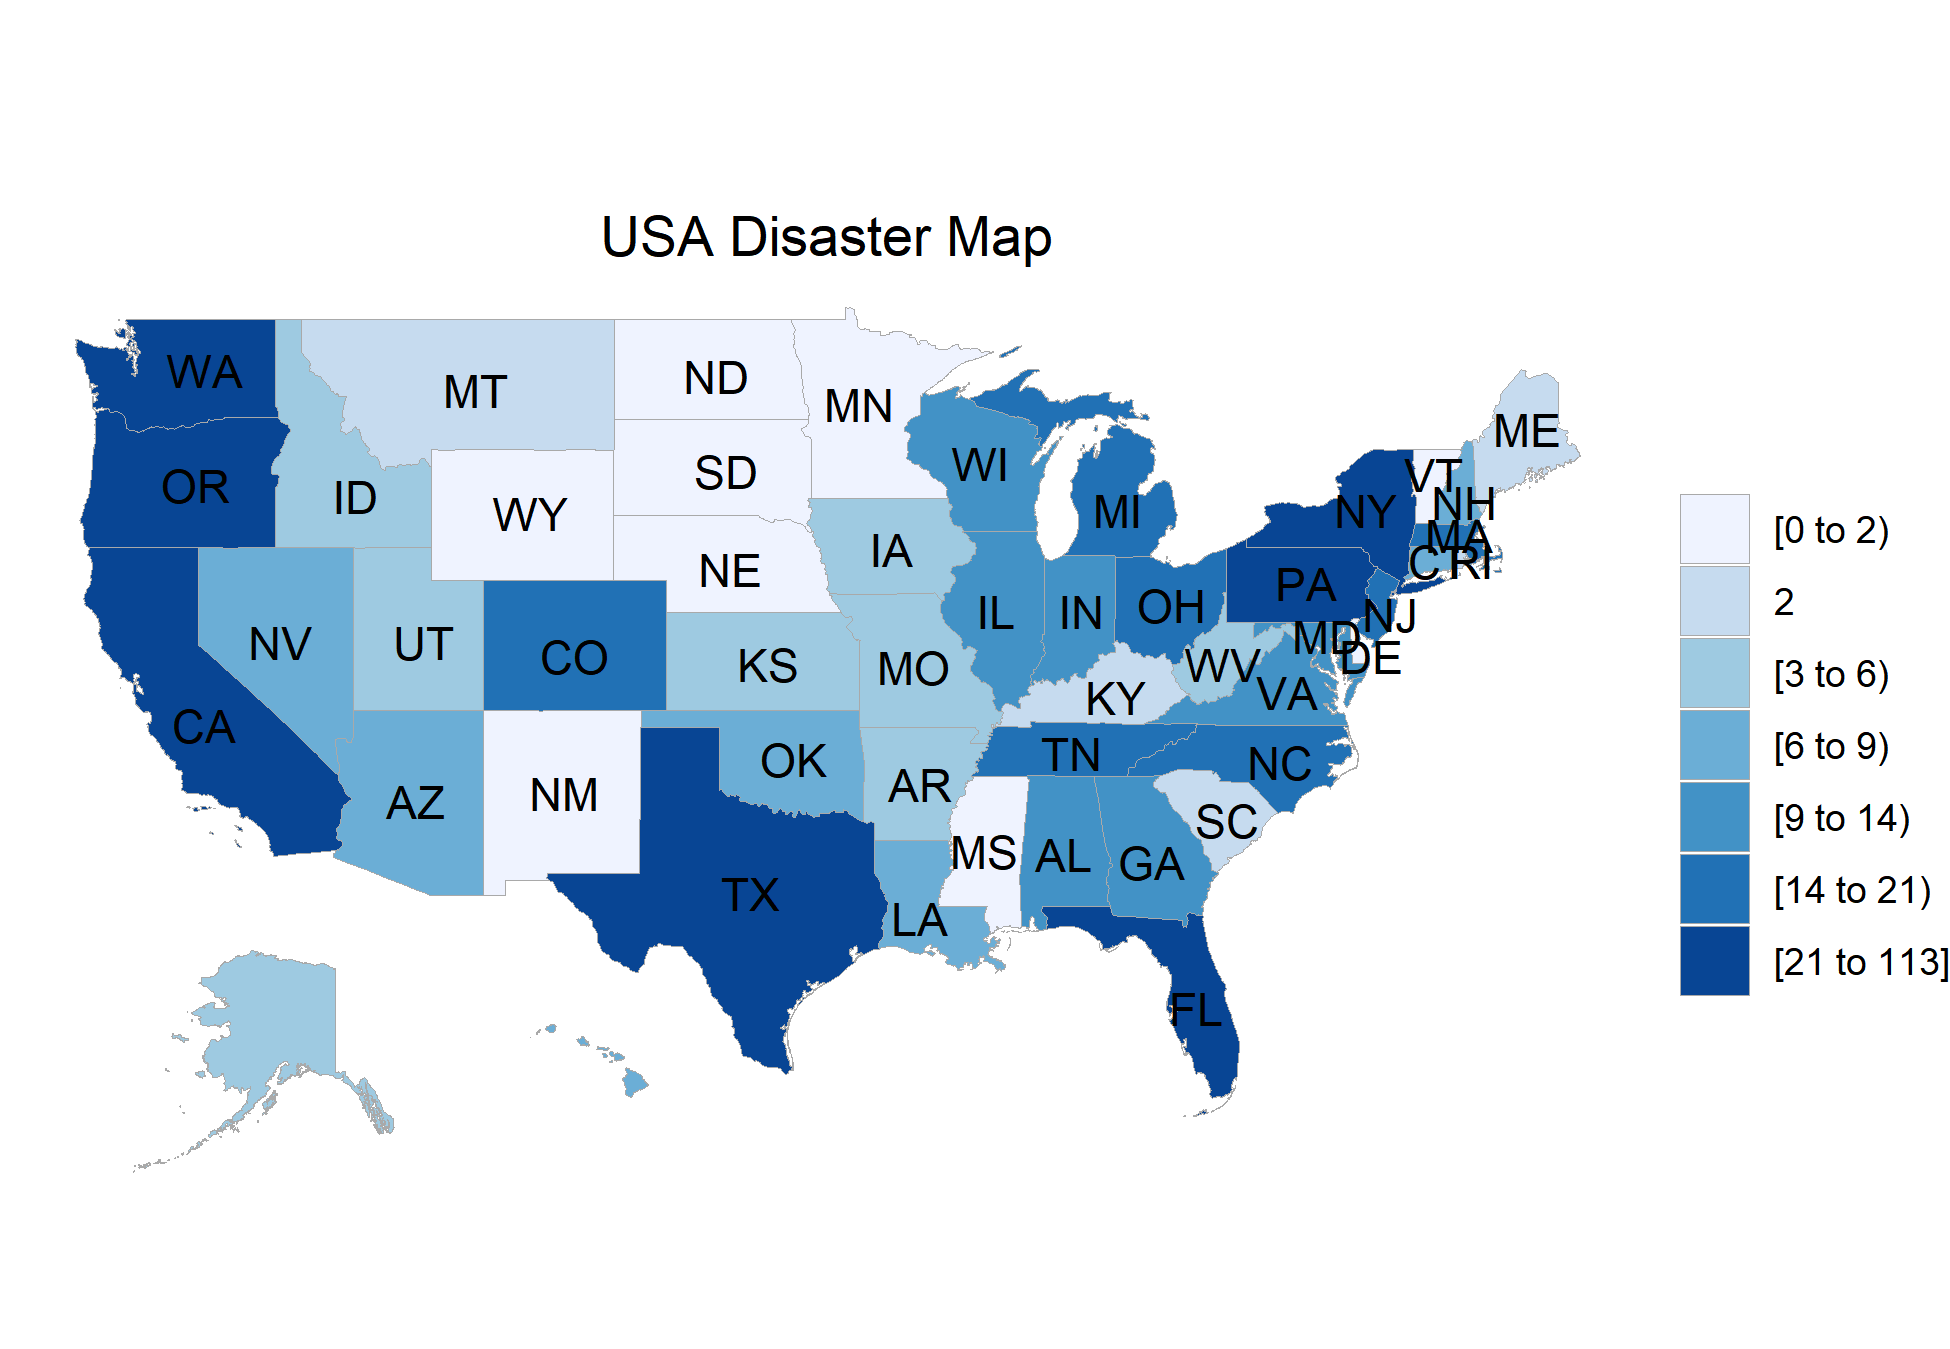 USA Disaster Map
WA
MT
ND
MN
ME
OR
ID
WY
SD
WI
MI
VT
NH
NY
MA
CT
RI
NE
IA
PA
NJ
NV
UT
CO
KS
MO
IL
IN
OH
MD
DE
WV
VA
KY
CA
AZ
NM
OK
AR
TN
NC
SC
TX
LA
MS
AL
GA
FL
[0 to 2)
2
[3 to 6)
[6 to 9)
[9 to 14)
[14 to 21)
[21 to 113]